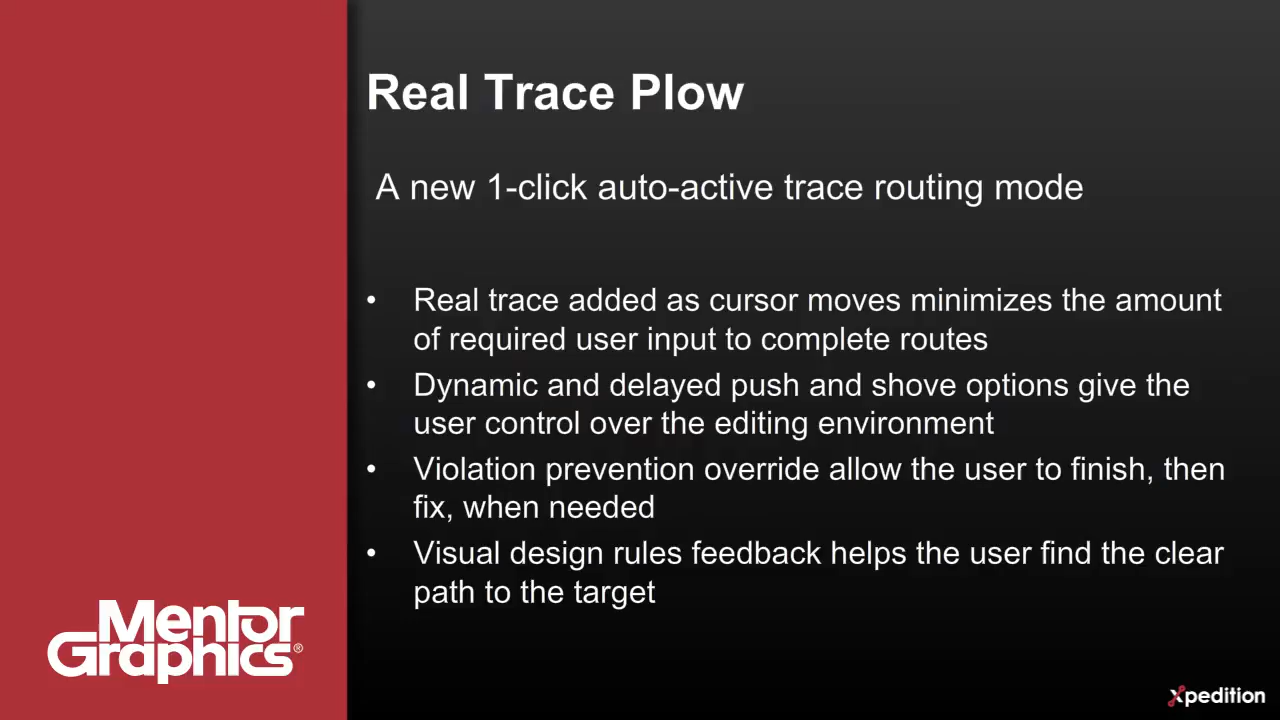 Real Trace Plow
A new 1-click auto-active trace routing mode
• Real trace added as cursor moves minimizes the amount
of required user input to complete routes
• Dynamic and delayed push and shove options give the
user control over the editing environment
• Violation prevention override allow the user to finish, then
fix, when needed
• Visual design rules feedback helps the user find the clear
path to the target
Mentor
Graphics®
Xpedition